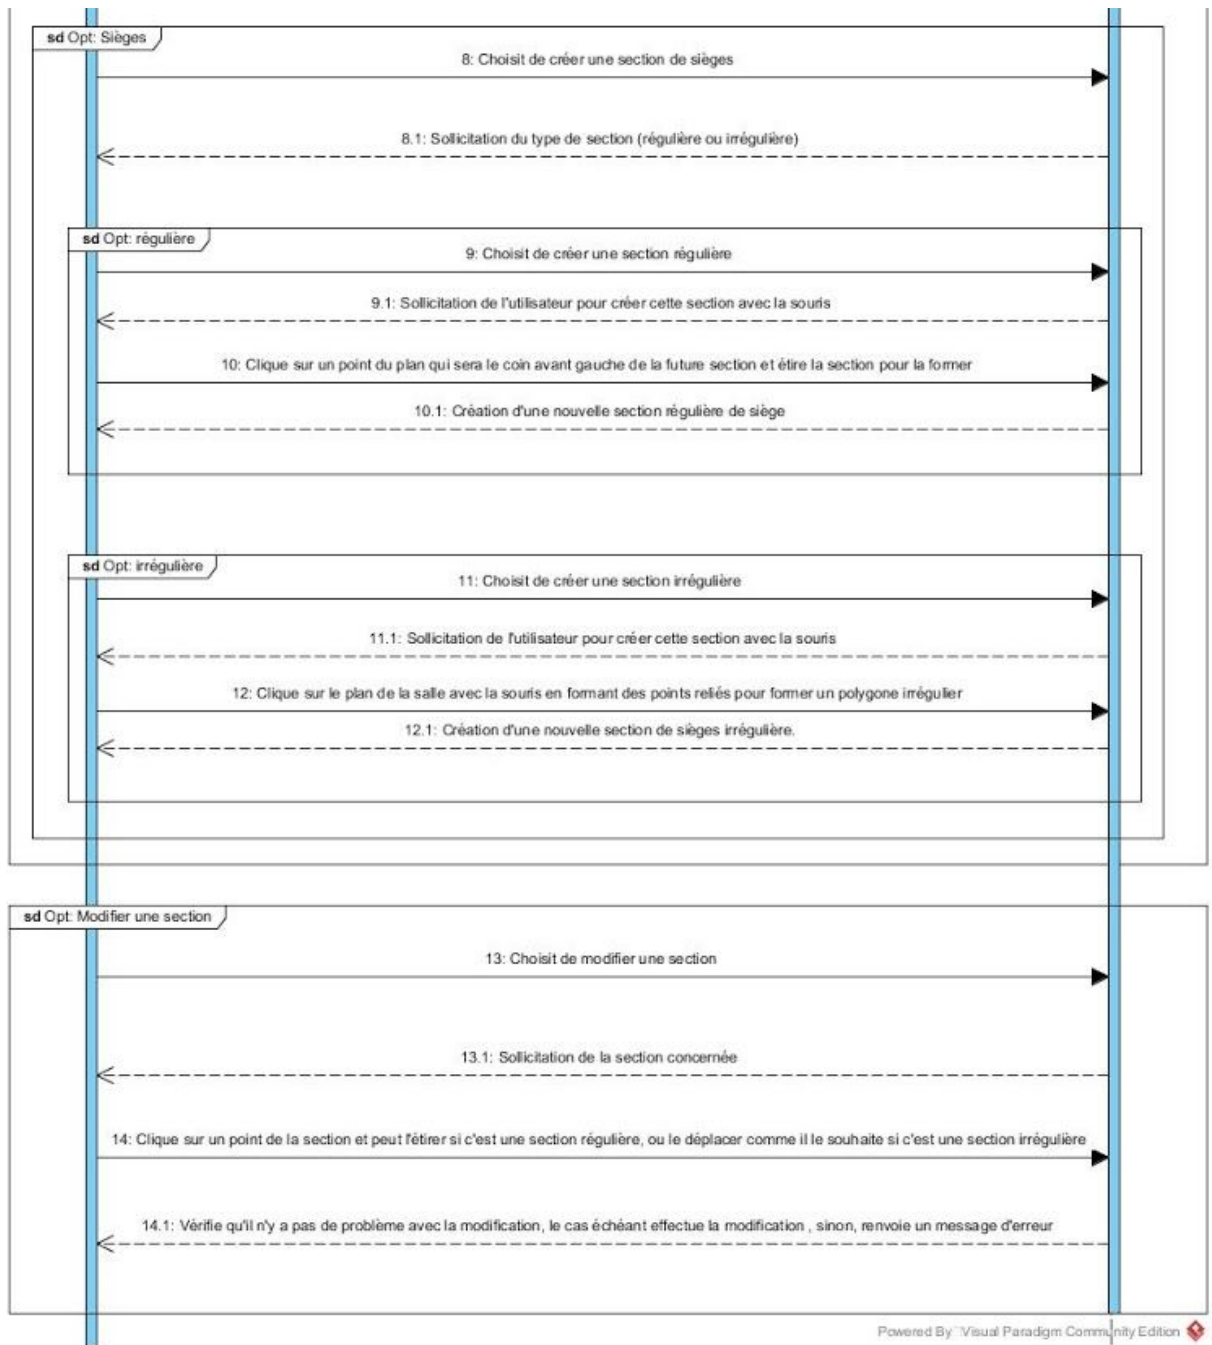 sd Opt: Sièges
8: Choisit de créer une section de sièges
8.1: Sollicitation du type de section (régulière ou irrégulière)
sd Opt: régulière
9: Choisit de créer une section régulière
9.1: Sollicitation de l'utilisateur pour créer cette section avec la souris
10: Clique sur un point du plan qui sera le coin avant gauche de la future section et étire la section pour la former
10.1: Création d'une nouvelle section régulière de siège
sd Opt: irrégulière
11: Choisit de créer une section irrégulière
11.1: Sollicitation de l'utilisateur pour créer cette section avec la souris
12: Clique sur le plan de la salle avec la souris en formant des points reliés pour former un polygone irrégulier
12.1: Création d'une nouvelle section de sièges irrégulière.
sd Opt: Modifier une section
13: Choisit de modifier une section
13.1: Sollicitation de la section concernée
14: Clique sur un point de la section et peut l'étirer si c'est une section régulière, ou le déplacer comme il le souhaite si c'est une section irrégulière
14.1: Vérifie qu'il n'y a pas de problème avec la modification, le cas échéant effectue la modification , sinon, renvoie un message d'erreur
Powered By Visual Paradigm Community Edition